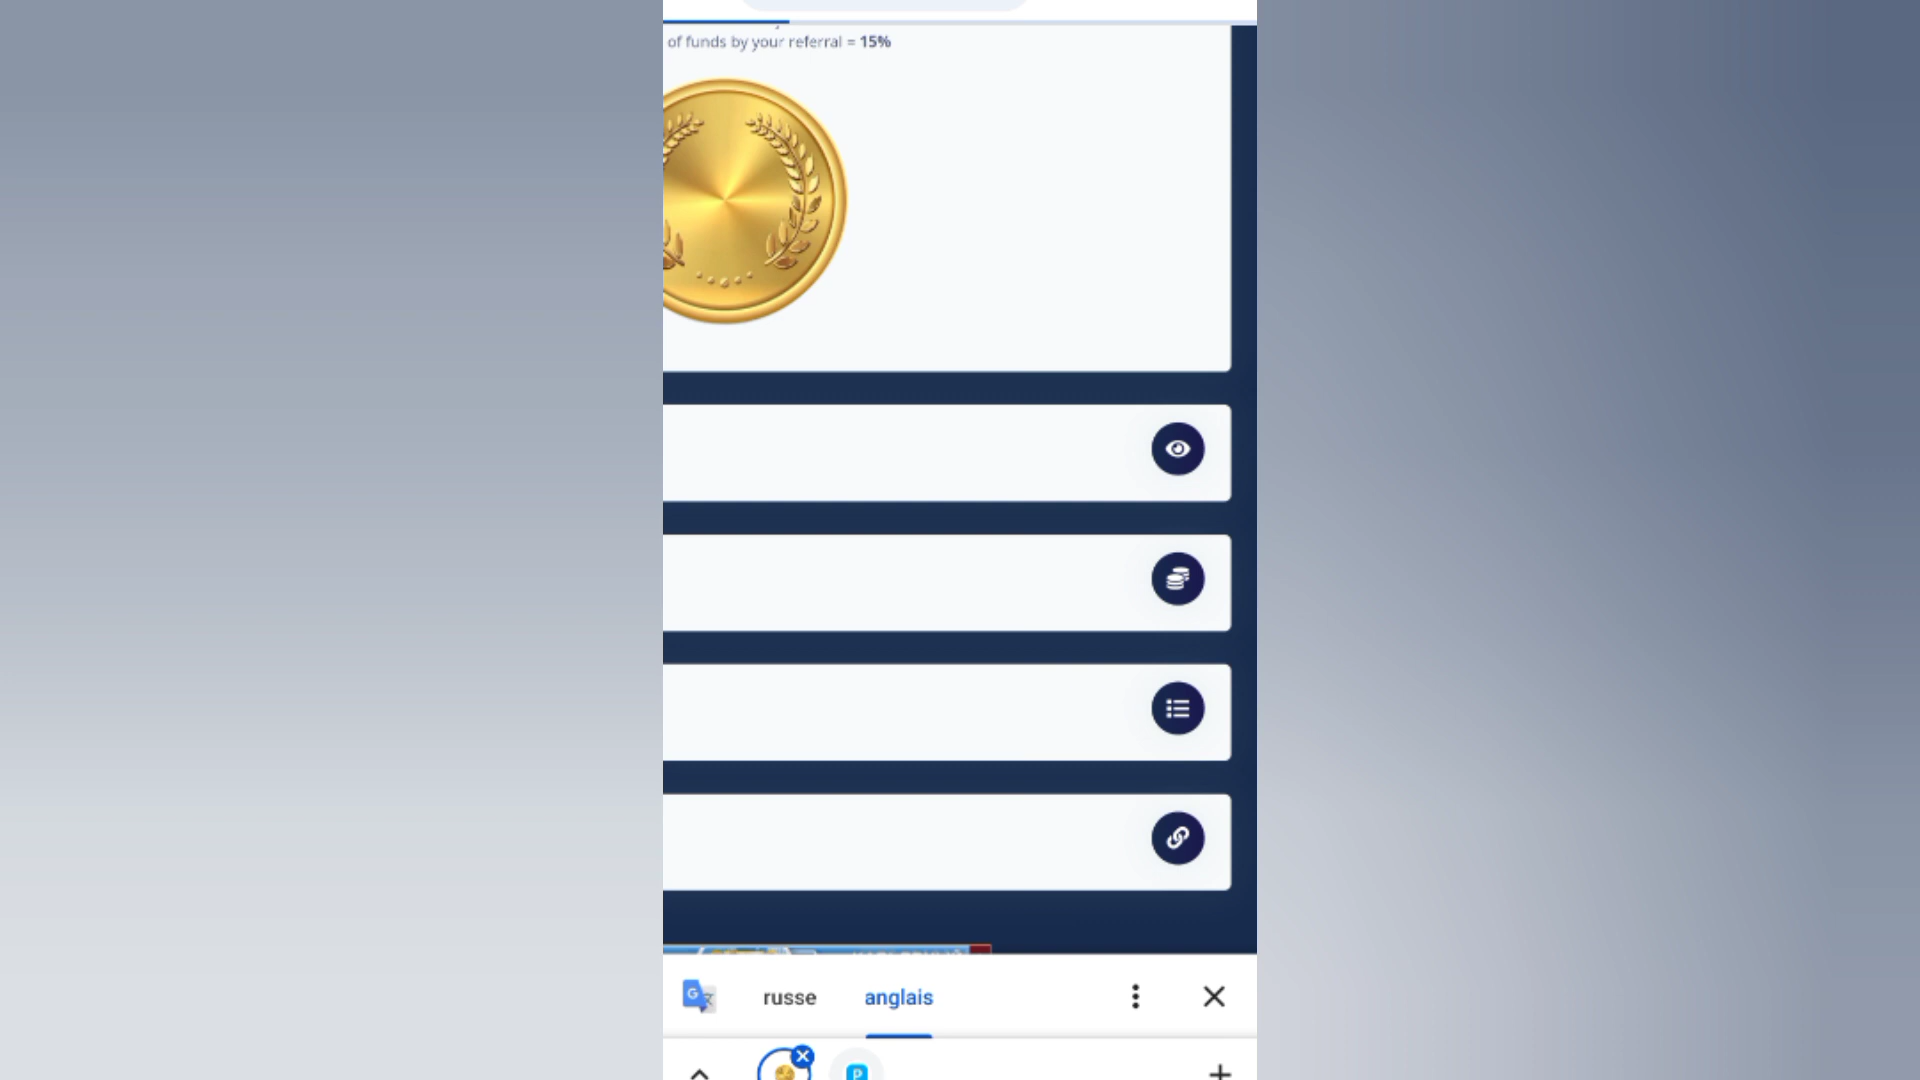 of funds by your referral = 15%
russe
anglais